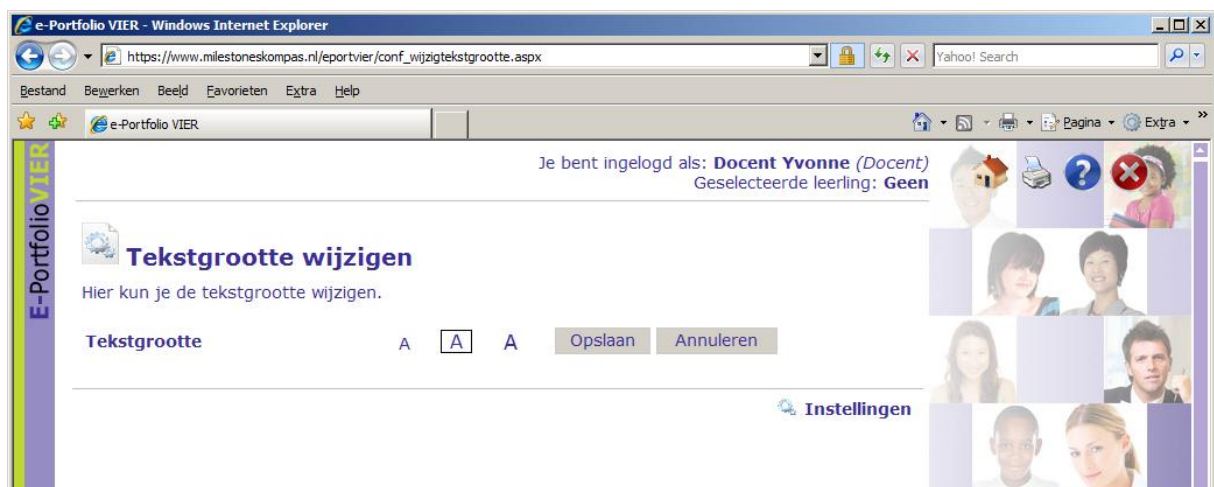 e-Portfolio VIER - Windows Internet Explorer
https://www.milestoneskompas.nl/eportvier/conf_wijzigtekstgrootte.aspx
Yahoo! Search
Bestand Bewerken Beeld Favorieten Extra Help
e-Portfolio VIER
Pagina Extra »
E-Portfolio VIER
Je bent ingelogd als: Docent Yvonne (Docent)
Geselecteerde leerling: Geen
Tekstgrootte wijzigen
Hier kun je de tekstgrootte wijzigen.
Tekstgrootte A A A Opslaan Annuleren
Instellingen